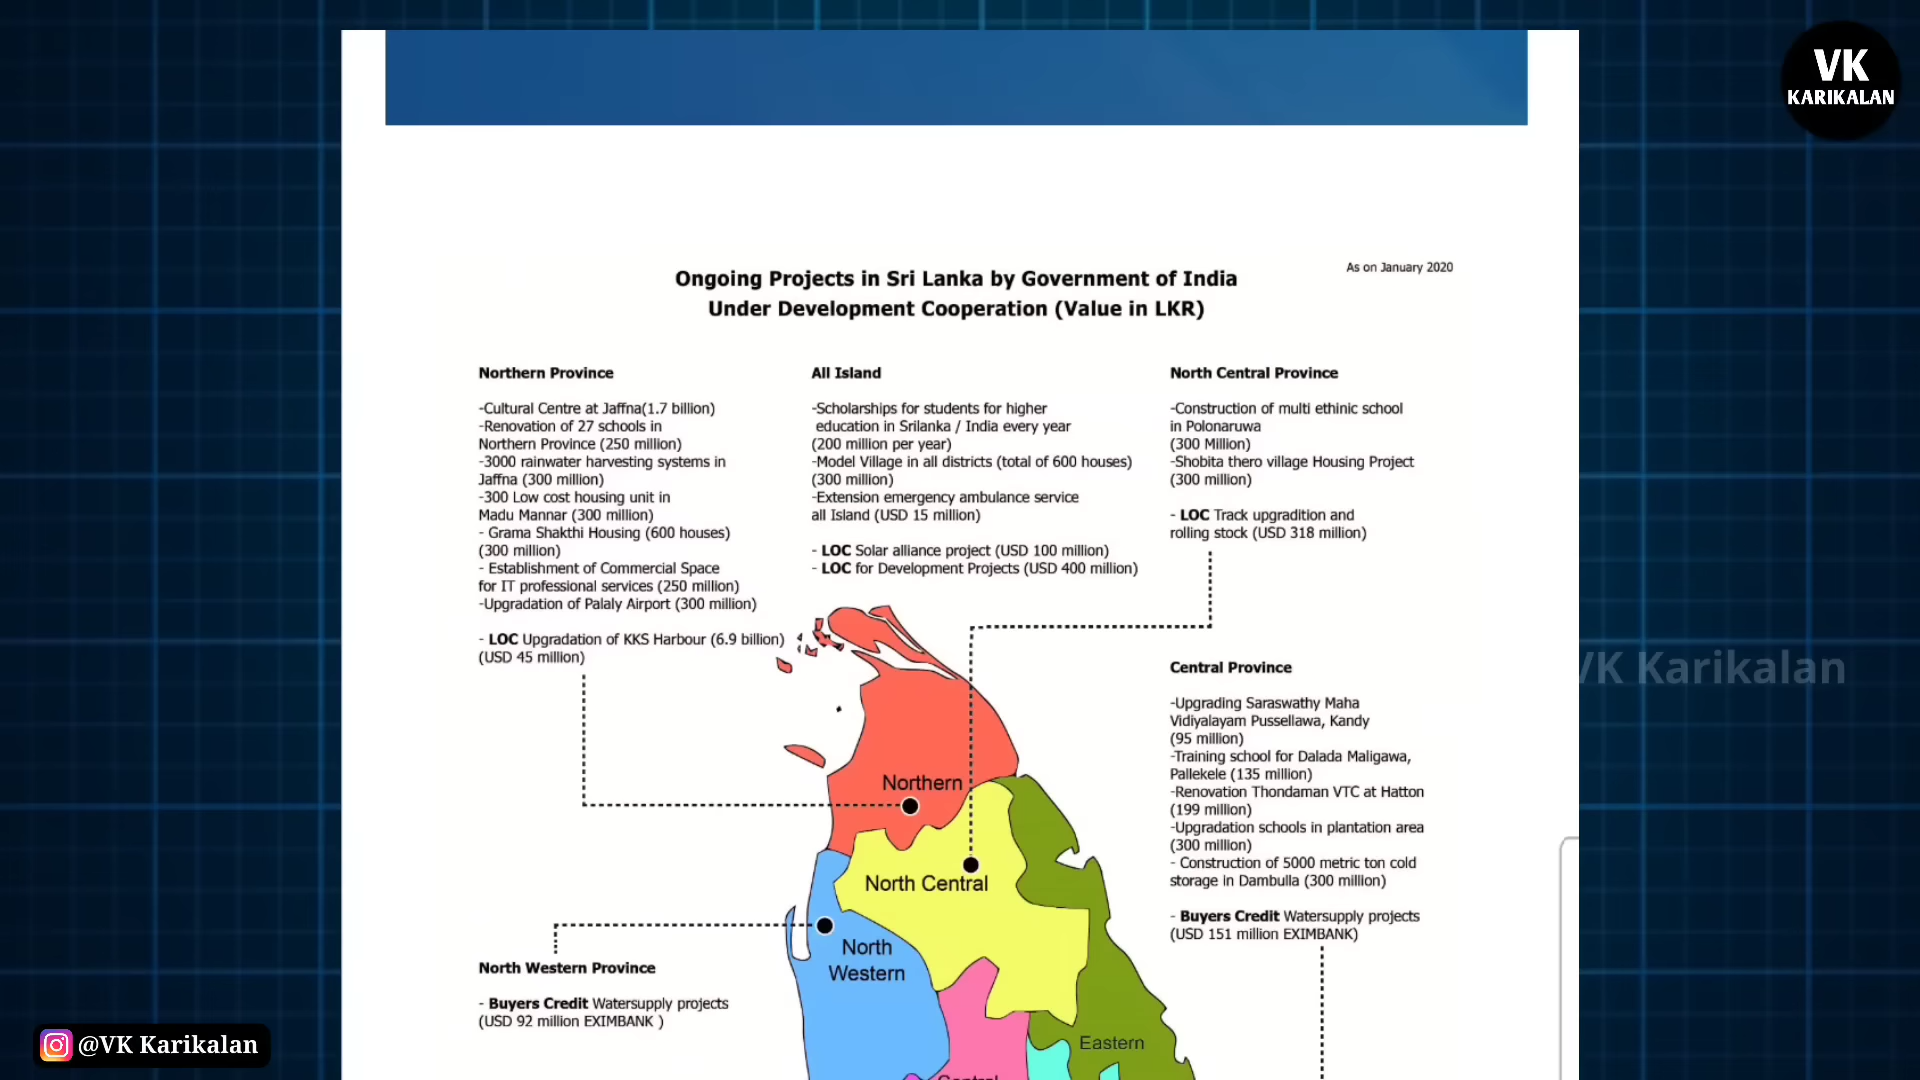 VK
KARIKALAN
As on January 2020
Ongoing Projects in Sri Lanka by Government of India
Under Development Cooperation (Value in LKR)
Northern Province
-Cultural Centre at Jaffna(1.7 billion)
-Renovation of 27 schools in
Northern Province (250 million)
-3000 rainwater harvesting systems in
Jaffna (300 million)
-300 Low cost housing unit in
Madu Mannar (300 million)
- Grama Shakthi Housing (600 houses)
(300 million)
- Establishment of Commercial Space
for IT professional services (250 million)
-Upgradation of Palaly Airport (300 million)
- LOC Upgradation of KKS Harbour (6.9 billion)
(USD 45 million)
All Island
-Scholarships for students for higher
education in Srilanka / India every year
(200 million per year)
-Model Village in all districts (total of 600 houses)
(300 million)
-Extension emergency ambulance service
all Island (USD 15 million)
- LOC Solar alliance project (USD 100 million)
- LOC for Development Projects (USD 400 million)
North Central Province
-Construction of multi ethinic school
in Polonaruwa
(300 Million)
-Shobita thero village Housing Project
(300 million)
- LOC Track upgradition and
rolling stock (USD 318 million)
Central Province
-Upgrading Saraswathy Maha
Vidiyalayam Pussellawa, Kandy
(95 million)
-Training school for Dalada Maligawa,
Pallekele (135 million)
-Renovation Thondaman VTC at Hatton
(199 million)
-Upgradation schools in plantation area
(300 million)
- Construction of 5000 metric ton cold
storage in Dambulla (300 million)
- Buyers Credit Watersupply projects
(USD 151 million EXIMBANK)
VK Karikalan
Northern
North Central
North
Western
Eastern
Central
North Western Province
- Buyers Credit Watersupply projects
(USD 92 million EXIMBANK )
@VK Karikalan